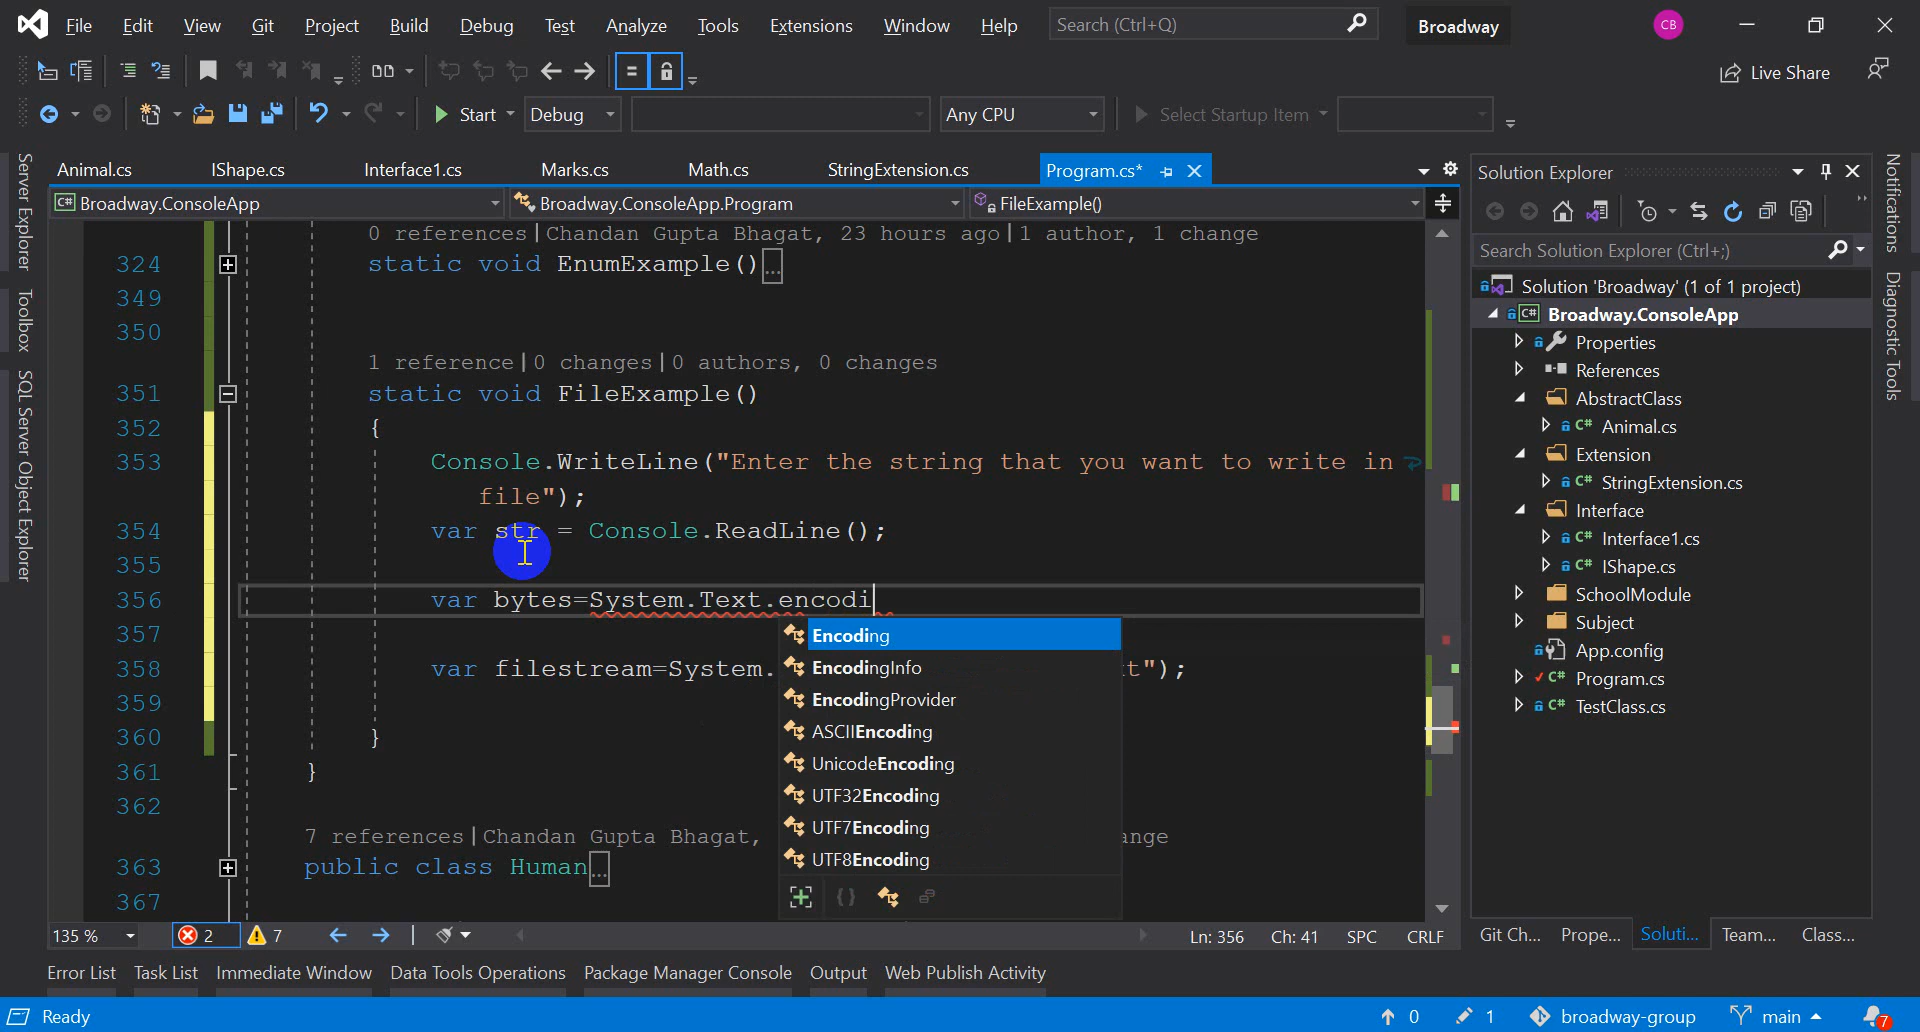 File Edit View Git Project Build Debug Test Analyze Tools Extensions Window Help Search (Ctrl+Q) Broadway CB
Live Share
Start Debug Any CPU Select Startup Item
Animal.cs IShape.cs Interface1.cs Marks.cs Math.cs StringExtension.cs Program.cs*
Broadway.ConsoleApp Broadway.ConsoleApp.Program FileExample()
0 references | Chandan Gupta Bhagat, 23 hours ago | 1 author, 1 change
324 static void EnumExample()...
349
350
1 reference | 0 changes | 0 authors, 0 changes
351 static void FileExample()
352 {
353 Console.WriteLine("Enter the string that you want to write in
file");
354 var str = Console.ReadLine();
355
356 var bytes=System.Text.encodi
357
358 var filestream=System. t");
359
360 }
361 }
362
7 references | Chandan Gupta Bhagat, ange
363 public class Human...
367
Encoding
EncodingInfo
EncodingProvider
ASCIIEncoding
UnicodeEncoding
UTF32Encoding
UTF7Encoding
UTF8Encoding
135 % 2 7 Ln: 356 Ch: 41 SPC CRLF
Error List Task List Immediate Window Data Tools Operations Package Manager Console Output Web Publish Activity
Ready 0 1 broadway-group main 7
Server Explorer
Toolbox
SQL Server Object Explorer
Solution Explorer
Search Solution Explorer (Ctrl+;)
Solution 'Broadway' (1 of 1 project)
C# Broadway.ConsoleApp
Properties
References
AbstractClass
C# Animal.cs
Extension
C# StringExtension.cs
Interface
C# Interface1.cs
C# IShape.cs
SchoolModule
Subject
App.config
C# Program.cs
C# TestClass.cs
Git Ch... Prope... Soluti... Team... Class...
Notifications
Diagnostic Tools